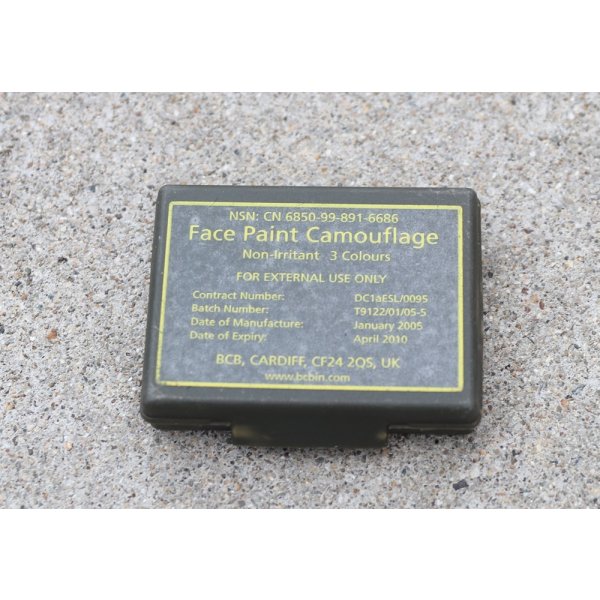 NSN: CN 6850-99-891-6686
Face Paint Camouflage
Non-Irritant 3 Colours
FOR EXTERNAL USE ONLY
Contract Number: DC1aESL/0095
Batch Number: T9122/01/05-5
Date of Manufacture: January 2005
Date of Expiry: April 2010
BCB, CARDIFF, CF24 2QS, UK
www.bcbin.com